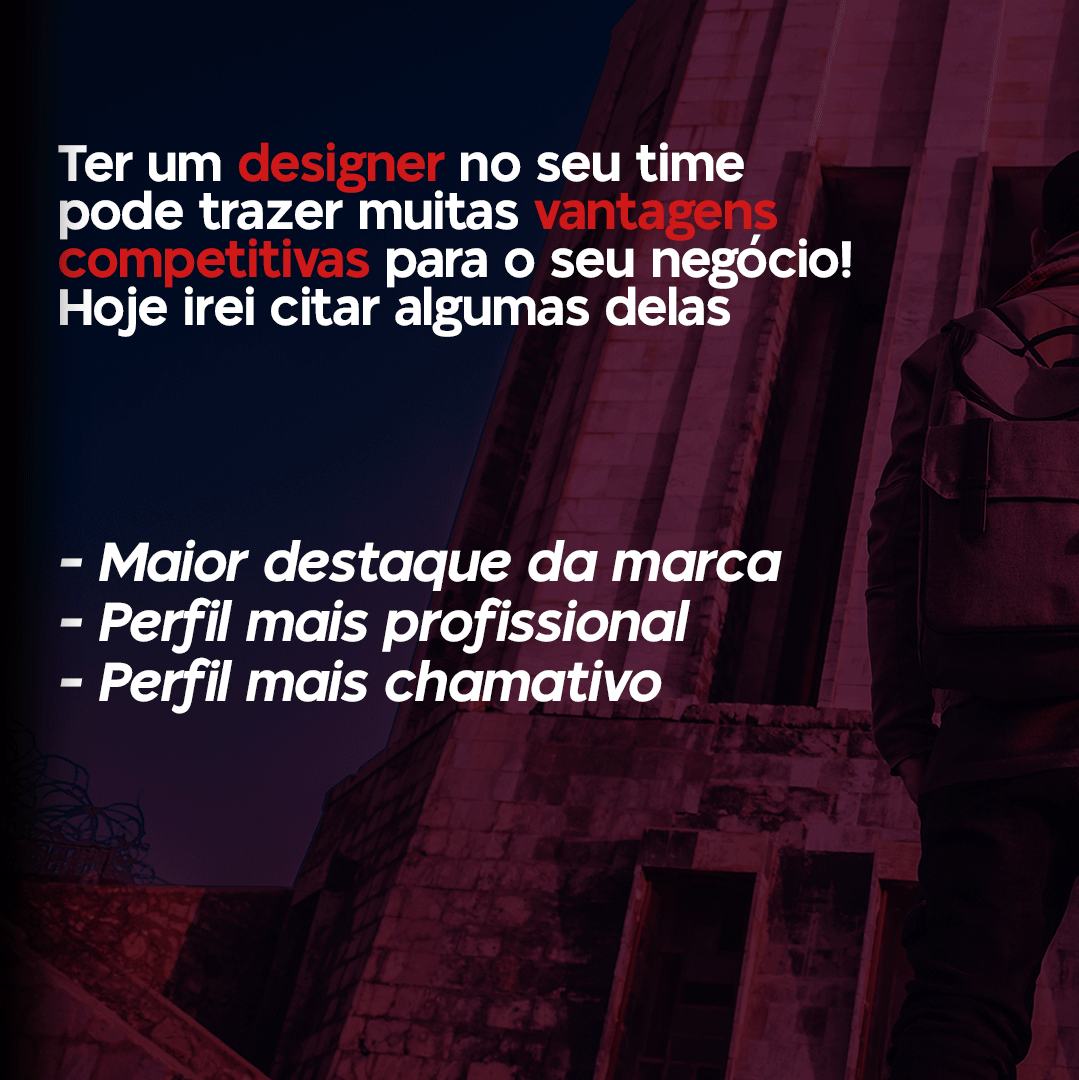 Ter um designer no seu time
pode trazer muitas vantagens
competitivas para o seu negócio!
Hoje irei citar algumas delas
- Maior destaque da marca
- Perfil mais profissional
- Perfil mais chamativo